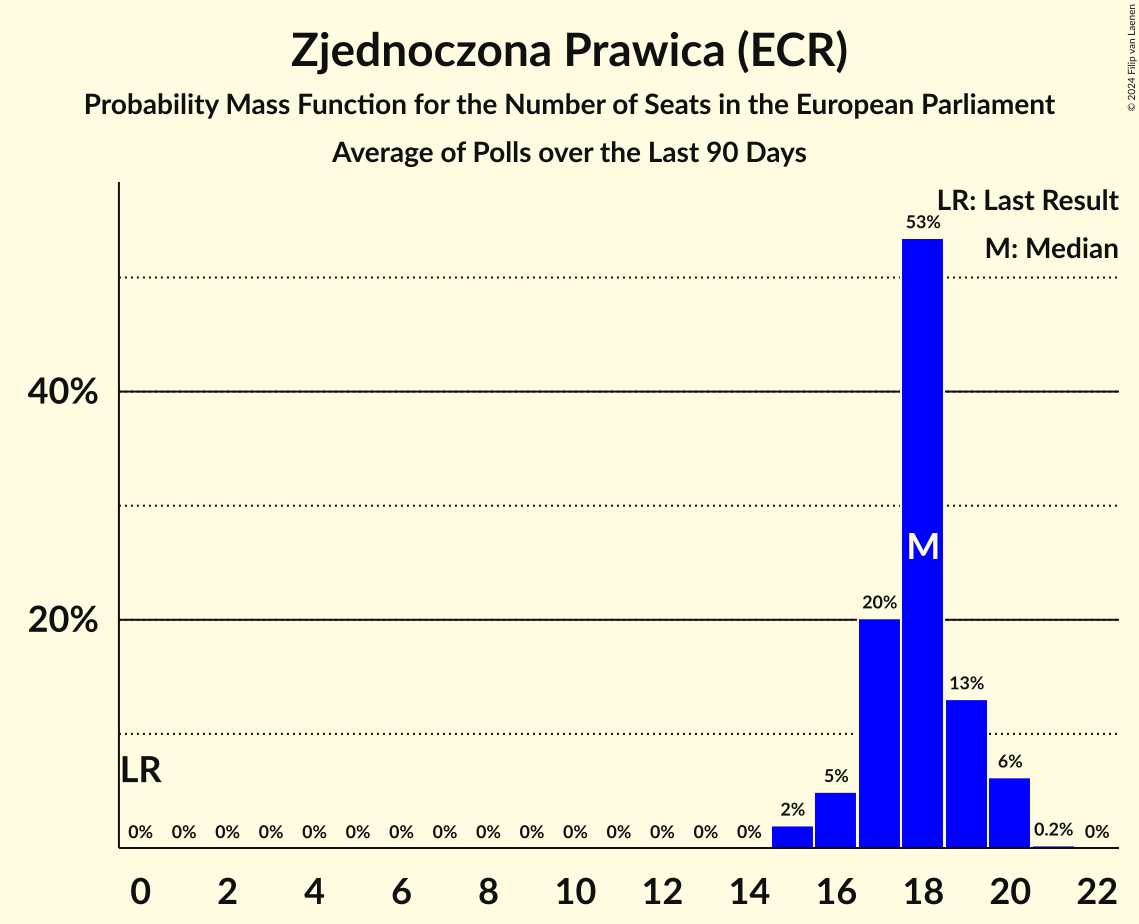 Zjednoczona Prawica (ECR)
Probability Mass Function for the Number of Seats in the European Parliament
Average of Polls over the Last 90 Days
© 2024 Filip van Laenen
LR: Last Result
M: Median
53%
40%
M
20%
20%
13%
LR
6%
5%
2%
0% 0% 0% 0% 0% 0% 0% 0% 0% 0% 0% 0% 0% 0% 0% 0.2% 0%
0 2 4 6 8 10 12 14 16 18 20 22